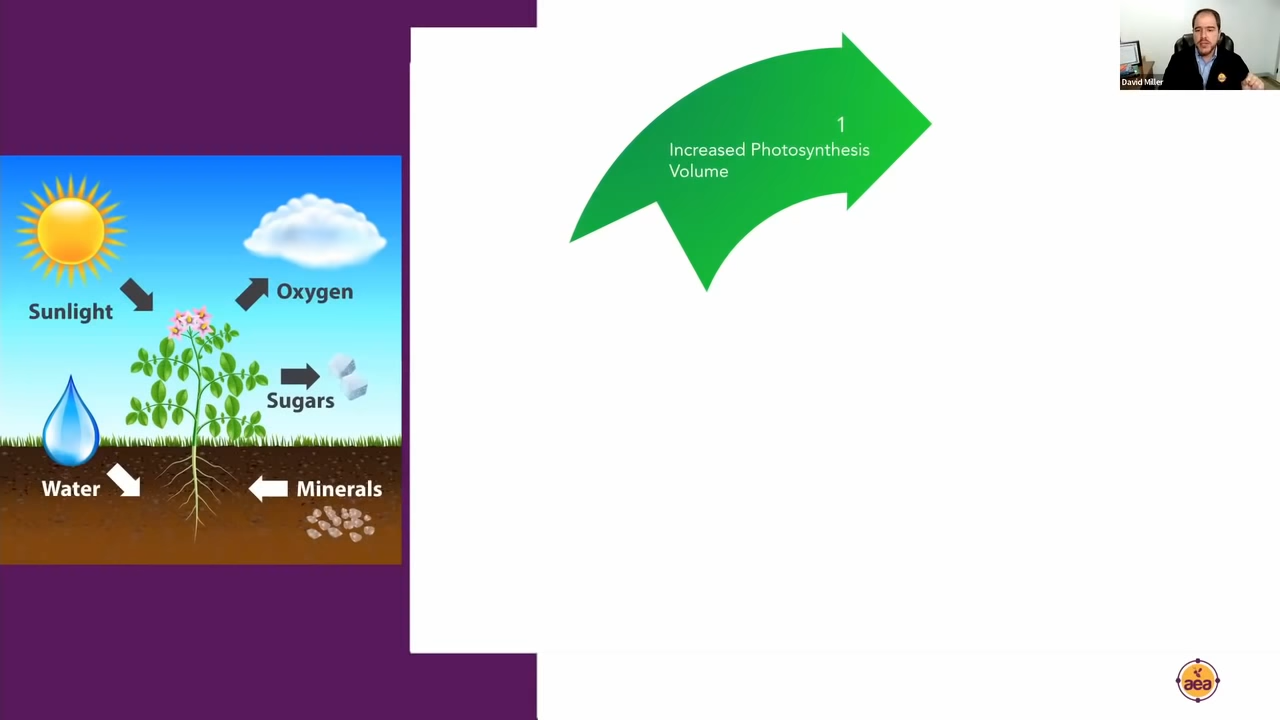 David Miller
1
Increased Photosynthesis
Volume
Sunlight
Oxygen
Sugars
Water
Minerals
aea